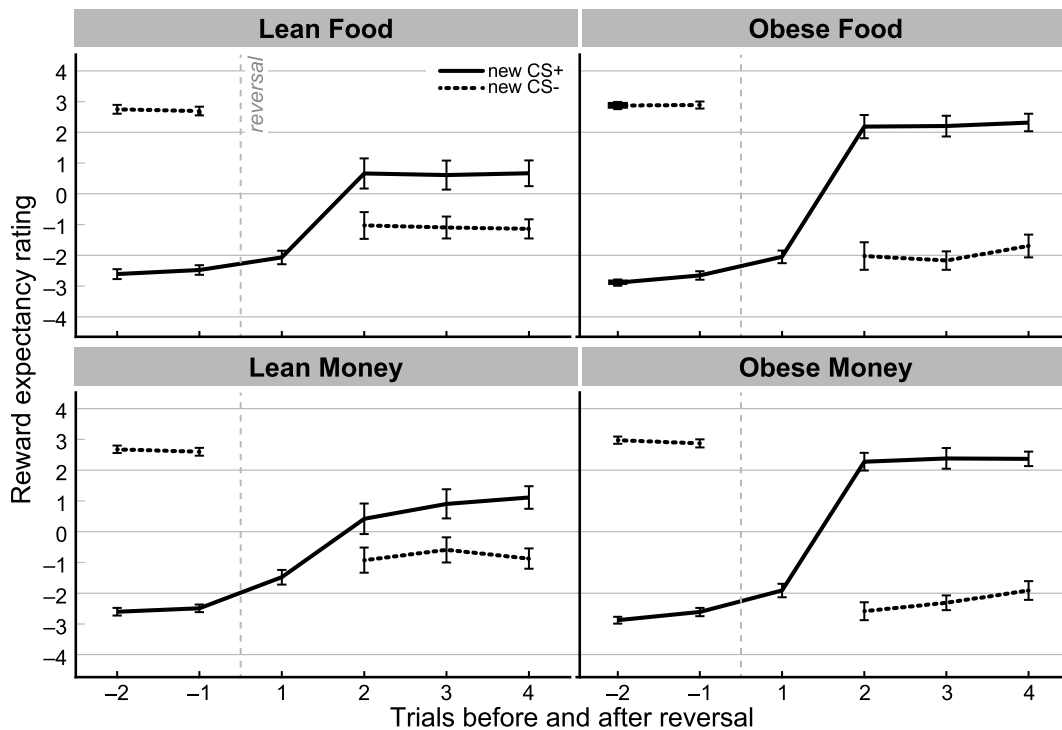 Lean Food
Obese Food
4
3
2
1
0
–1
–2
–3
–4
reversal
new CS+
new CS-
Reward expectancy rating
Lean Money
Obese Money
4
3
2
1
0
–1
–2
–3
–4
–2 –1 1 2 3 4
–2 –1 1 2 3 4
Trials before and after reversal